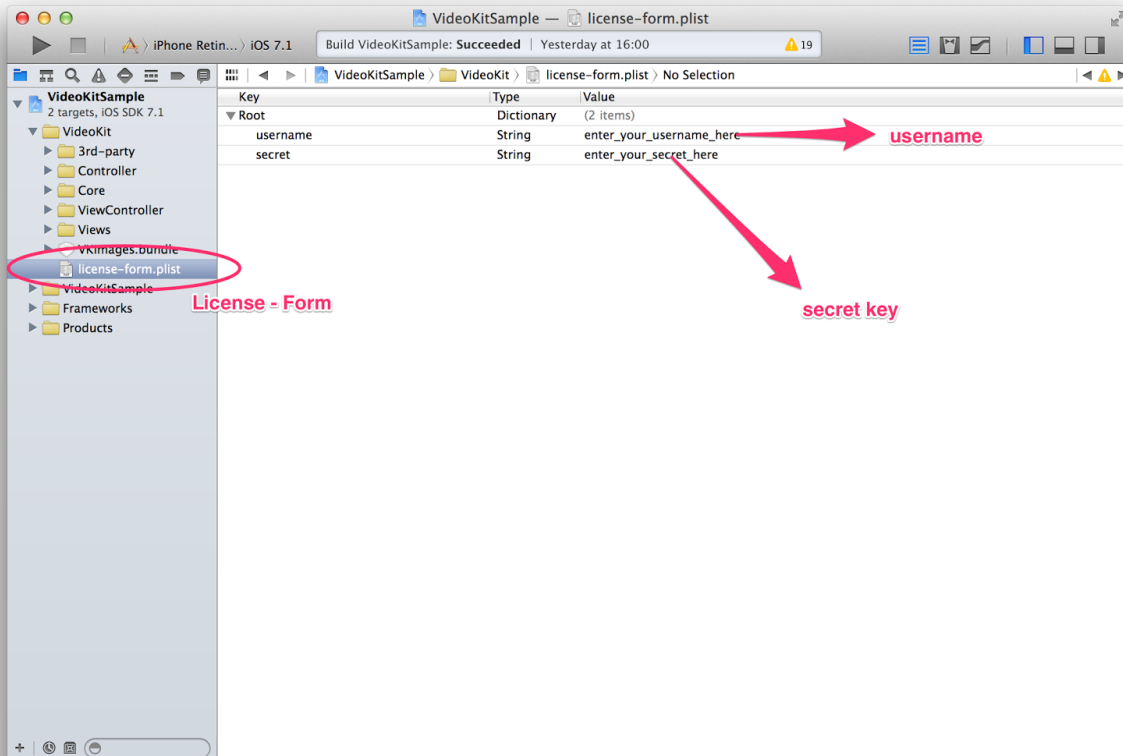 VideoKitSample — license-form.plist
iPhone Retin... iOS 7.1
Build VideoKitSample: Succeeded | Yesterday at 16:00
19
VideoKitSample VideoKit license-form.plist No Selection
VideoKitSample
2 targets, iOS SDK 7.1
VideoKit
3rd-party
Controller
Core
ViewController
Views
VKImages.bundle
license-form.plist
VideoKitSample
Frameworks
Products
Key Type Value
Root Dictionary (2 items)
username String enter_your_username_here
secret String enter_your_secret_here
username
License - Form
secret key